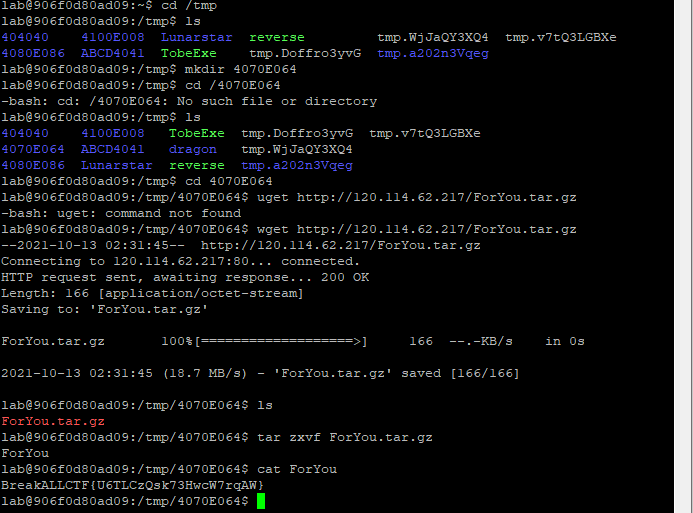 lab@906f0d80ad09:~$ cd /tmp
lab@906f0d80ad09:/tmp$ ls
404040    4100E008  Lunarstar  reverse         tmp.WjJaQY3XQ4  tmp.v7tQ3LGBXe
4080E086  ABCD4041  TobeExe    tmp.Doffro3yvG  tmp.a202n3Vqeg
lab@906f0d80ad09:/tmp$ mkdir 4070E064
lab@906f0d80ad09:/tmp$ cd /4070E064
-bash: cd: /4070E064: No such file or directory
lab@906f0d80ad09:/tmp$ ls
404040    4100E008   TobeExe  tmp.Doffro3yvG  tmp.v7tQ3LGBXe
4070E064  ABCD4041   dragon   tmp.WjJaQY3XQ4
4080E086  Lunarstar  reverse  tmp.a202n3Vqeg
lab@906f0d80ad09:/tmp$ cd 4070E064
lab@906f0d80ad09:/tmp/4070E064$ uget http://120.114.62.217/ForYou.tar.gz
-bash: uget: command not found
lab@906f0d80ad09:/tmp/4070E064$ wget http://120.114.62.217/ForYou.tar.gz
--2021-10-13 02:31:45--  http://120.114.62.217/ForYou.tar.gz
Connecting to 120.114.62.217:80... connected.
HTTP request sent, awaiting response... 200 OK
Length: 166 [application/octet-stream]
Saving to: 'ForYou.tar.gz'
ForYou.tar.gz       100%[===================>]     166  --.-KB/s    in 0s
2021-10-13 02:31:45 (18.7 MB/s) - 'ForYou.tar.gz' saved [166/166]
lab@906f0d80ad09:/tmp/4070E064$ ls
ForYou.tar.gz
lab@906f0d80ad09:/tmp/4070E064$ tar zxvf ForYou.tar.gz
ForYou
lab@906f0d80ad09:/tmp/4070E064$ cat ForYou
BreakALLCTF{U6TLCzQsk73HwcW7rqAW}
lab@906f0d80ad09:/tmp/4070E064$